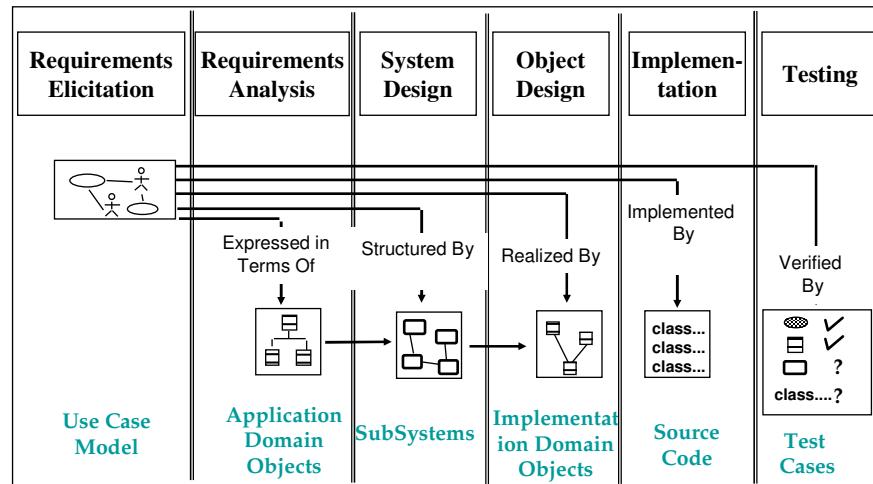 Requirements
Elicitation
Requirements
Analysis
System
Design
Object
Design
Implemen-
tation
Testing
Expressed in
Terms Of
Structured By
Realized By
Implemented
By
Verified
By
class...
class...
class...
?
class....?
Use Case
Model
Application
Domain
Objects
SubSystems
Implementat
ion Domain
Objects
Source
Code
Test
Cases